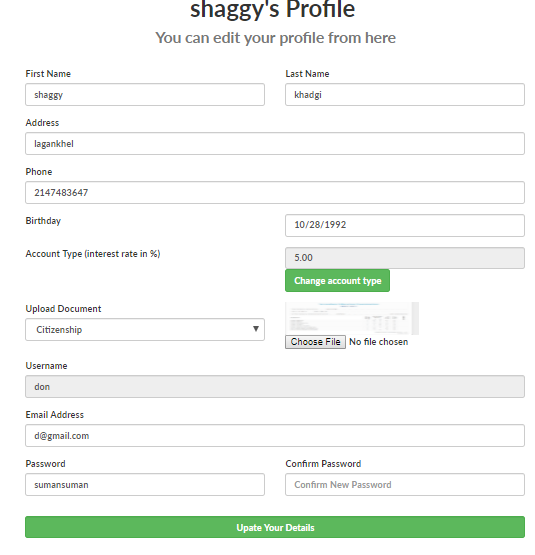 shaggy's Profile
You can edit your profile from here
First Name
Last Name
shaggy
khadgi
Address
lagankhel
Phone
2147483647
Birthday
10/28/1992
Account Type (interest rate in %)
5.00
Change account type
Upload Document
Citizenship
Choose File No file chosen
Username
don
Email Address
d@gmail.com
Password
Confirm Password
sumansuman
Confirm New Password
Upate Your Details